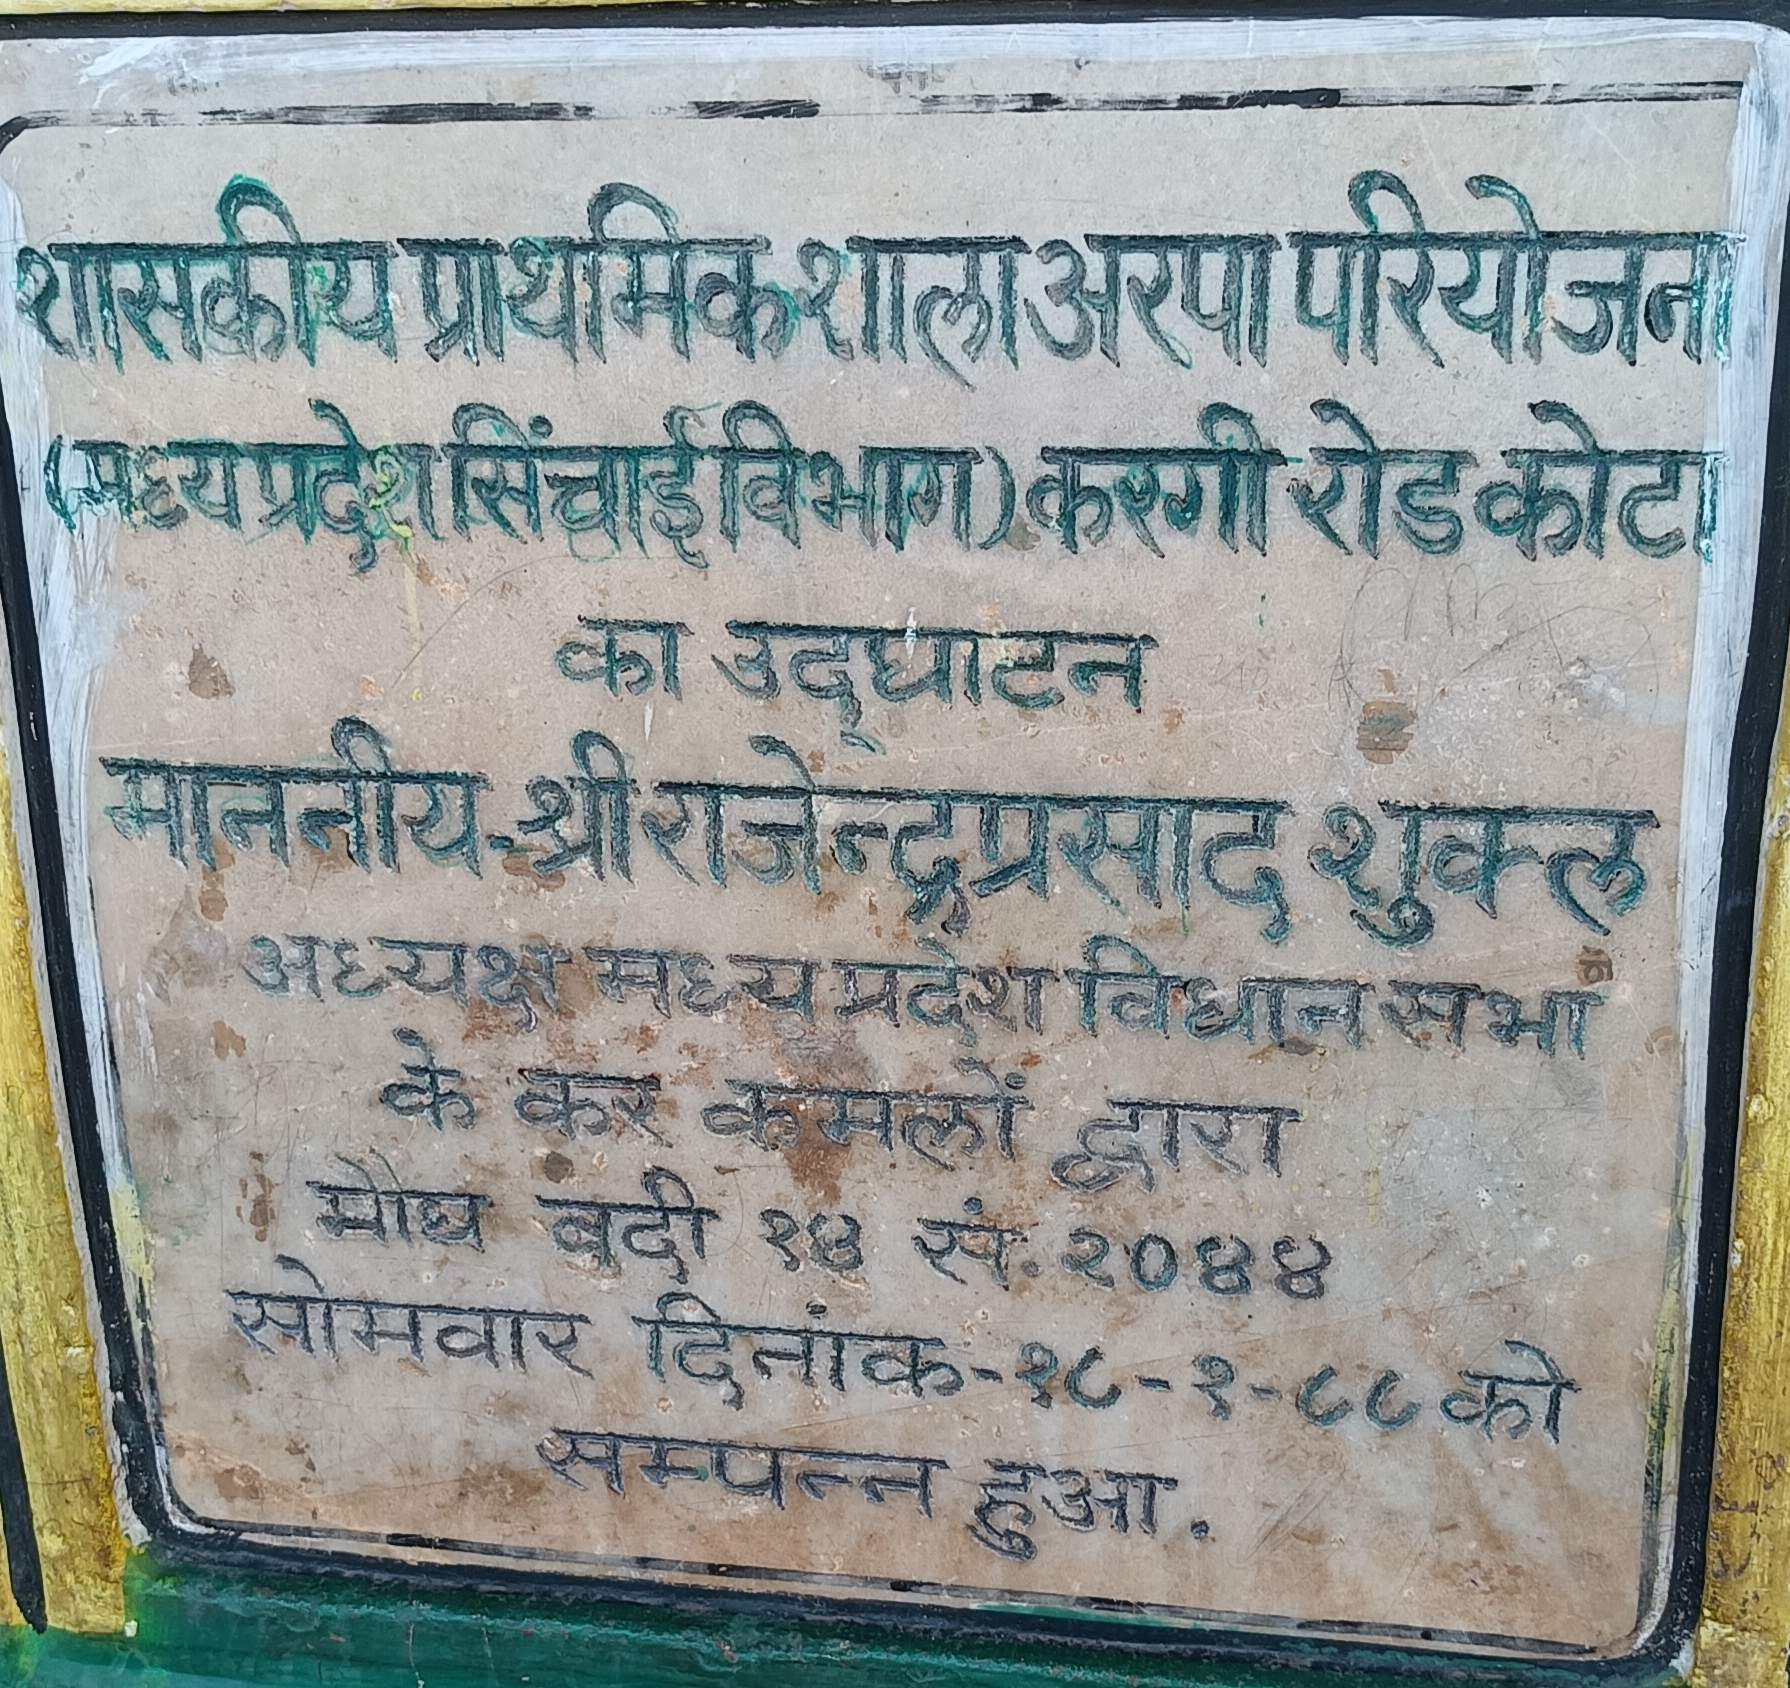 शासकीय प्राथमिक शाला अरपा परियोजना
(मध्य प्रदेश सिंचाई विभाग) करगी रोड कोटा
का उद्घाटन
माननीय-श्री राजेन्द्र प्रसाद शुक्ल
अध्यक्ष मध्य प्रदेश विधान सभा
के कर कमलों द्वारा
बदी १४ सं. २०४४
सोमवार दिनांक-१८-१-८८ को
सम्पन्न हुआ.